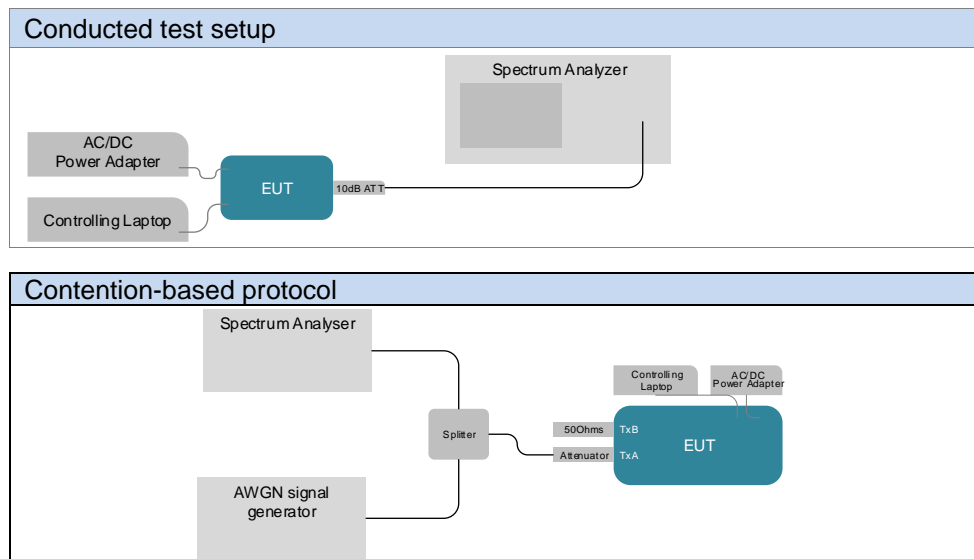 Conducted test setup
Spectrum Analyzer
AC/DC
Power Adapter
EUT
10dB ATT
Controlling Laptop
Contention-based protocol
Spectrum Analyser
Controlling
Laptop
AC/DC
Power Adapter
50Ohms
TxB
EUT
Splitter
Attenuator
TxA
AWGN signal
generator